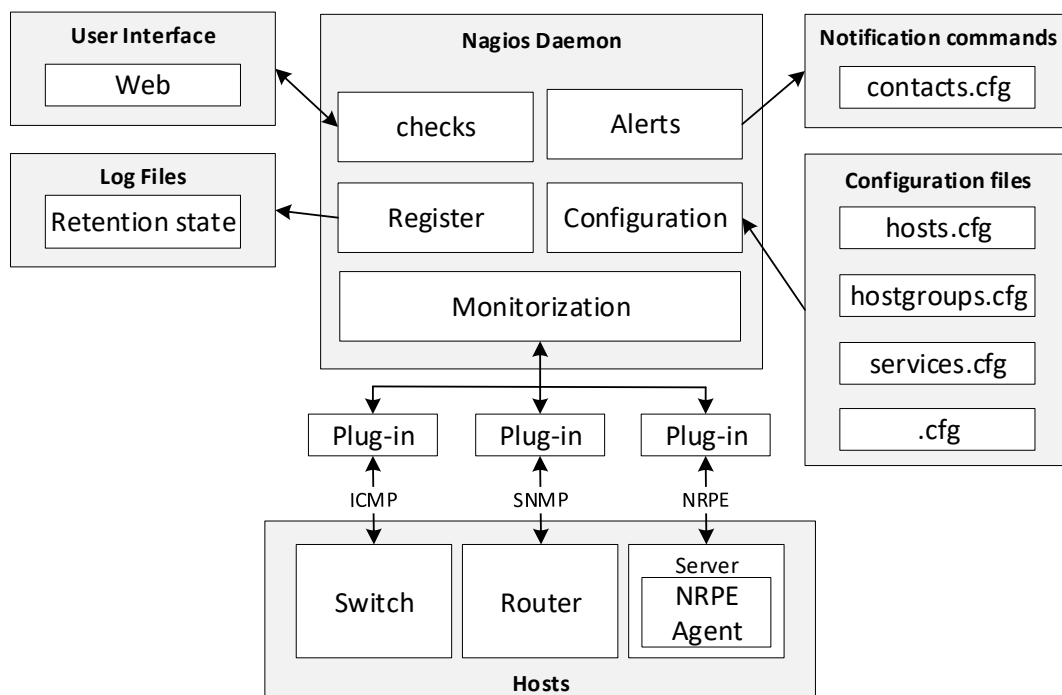 User Interface
Web
Nagios Daemon
checks
Alerts
Notification commands
contacts.cfg
Log Files
Retention state
Register
Configuration
Configuration files
hosts.cfg
hostgroups.cfg
services.cfg
.cfg
Monitorization
Plug-in
Plug-in
Plug-in
ICMP
SNMP
NRPE
Switch
Router
Server
NRPE
Agent
Hosts